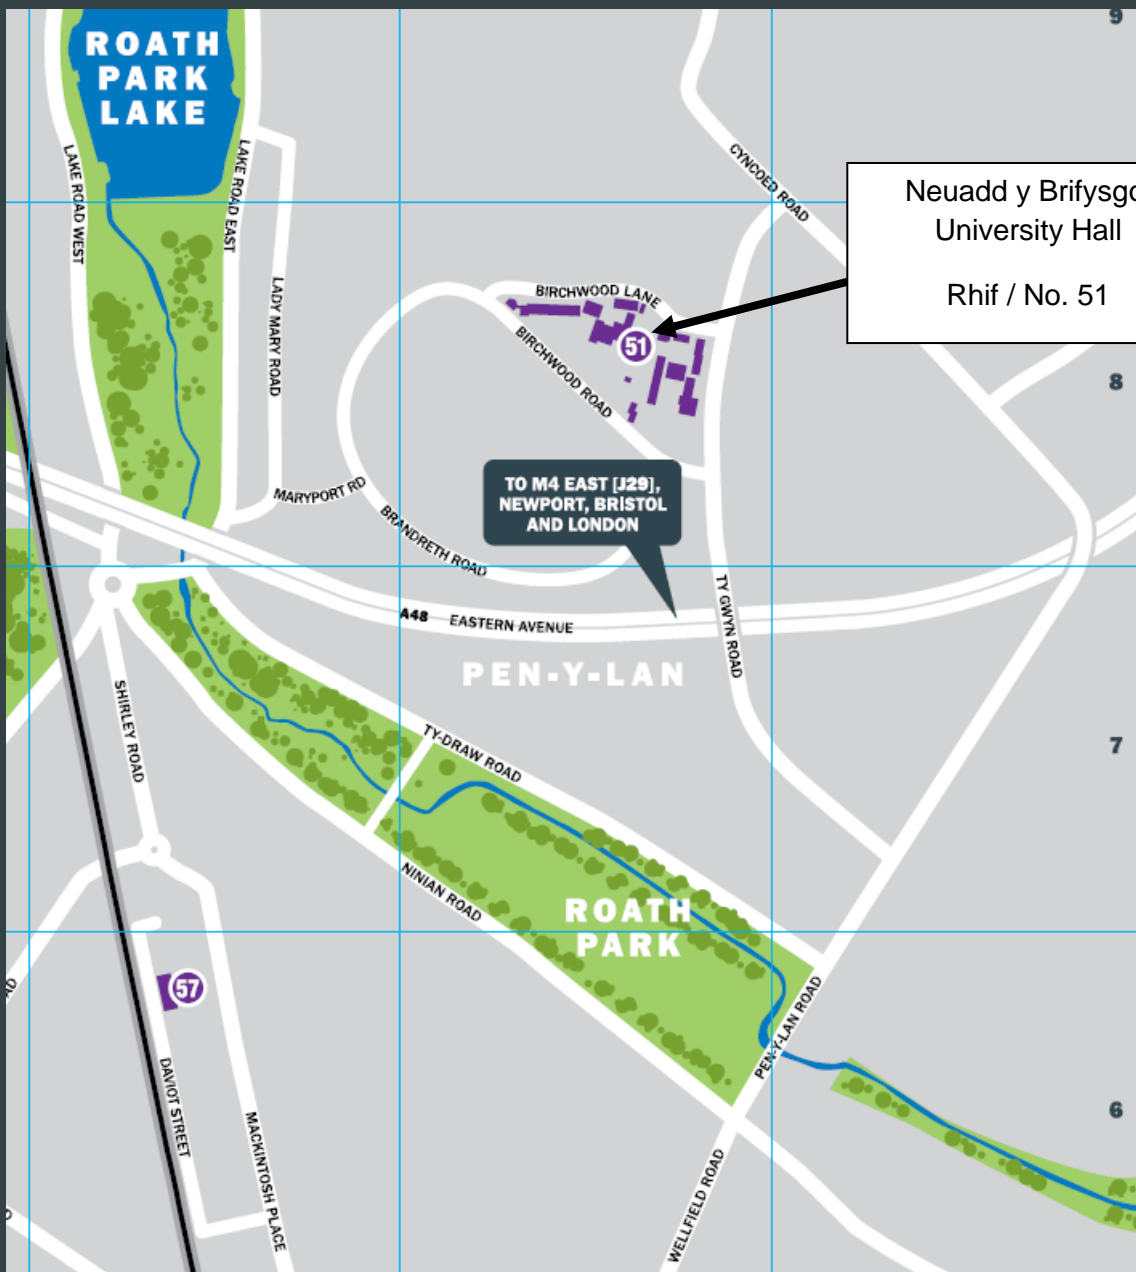 9
ROATH
PARK
LAKE
LAKE ROAD WEST
LAKE ROAD EAST
CYNCOED ROAD
Neuadd y Brifysgo
University Hall
Rhif / No. 51
LADY MARY ROAD
BIRCHWOOD LANE
51
BIRCHWOOD ROAD
8
MARYPORT RD
BRANDRETH ROAD
TO M4 EAST [J29],
NEWPORT, BRISTOL
AND LONDON
A48 EASTERN AVENUE
TY GWYN ROAD
PEN-Y-LAN
SHIRLEY ROAD
TY-DRAW ROAD
7
NINIAN ROAD
ROATH
PARK
57
PEN-Y-LAN ROAD
DAVIOT STREET
MACKINTOSH PLACE
6
WELLFIELD ROAD